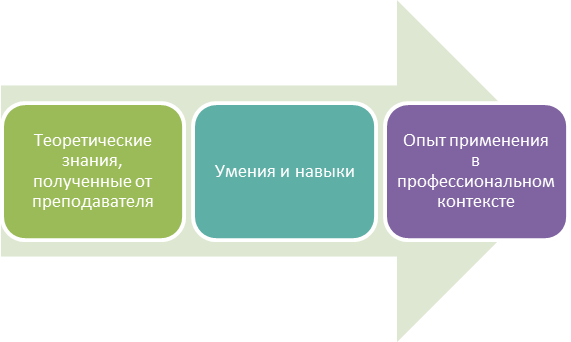 Теоретические
знания,
полученные от
преподавателя
Умения и навыки
Опыт применения
в
профессиональном
контексте